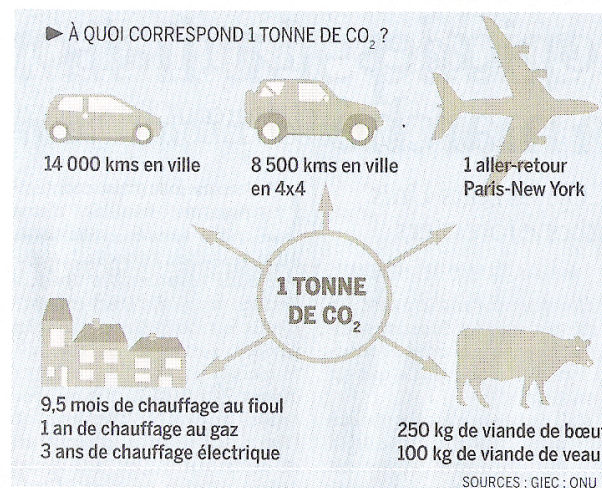 ► À QUOI CORRESPOND 1 TONNE DE CO₂ ?
14 000 kms en ville
8 500 kms en ville
en 4x4
1 aller-retour
Paris-New York
1 TONNE
DE CO₂
9,5 mois de chauffage au fioul
1 an de chauffage au gaz
3 ans de chauffage électrique
250 kg de viande de bœuf
100 kg de viande de veau
SOURCES : GIEC ; ONU